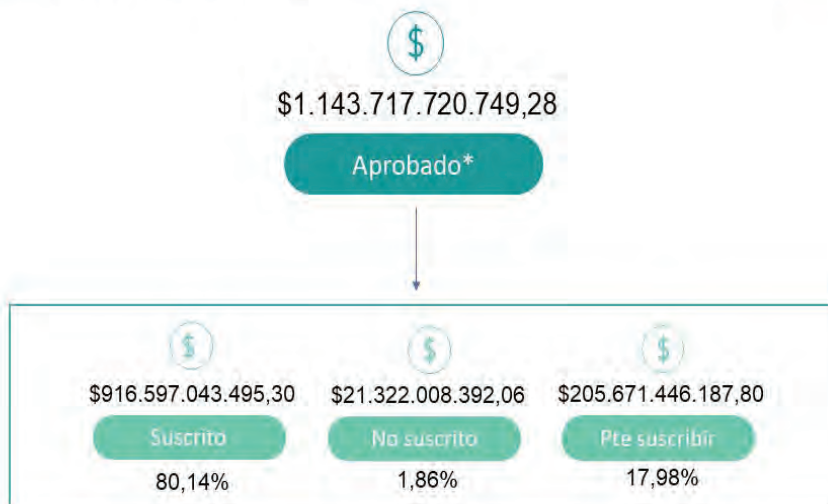 $
$1.143.717.720.749,28
Aprobado*
$ $ $
$916.597.043.495,30 $21.322.008.392,06 $205.671.446.187,80
Suscrito No suscrito Pte suscribir
80,14% 1,86% 17,98%